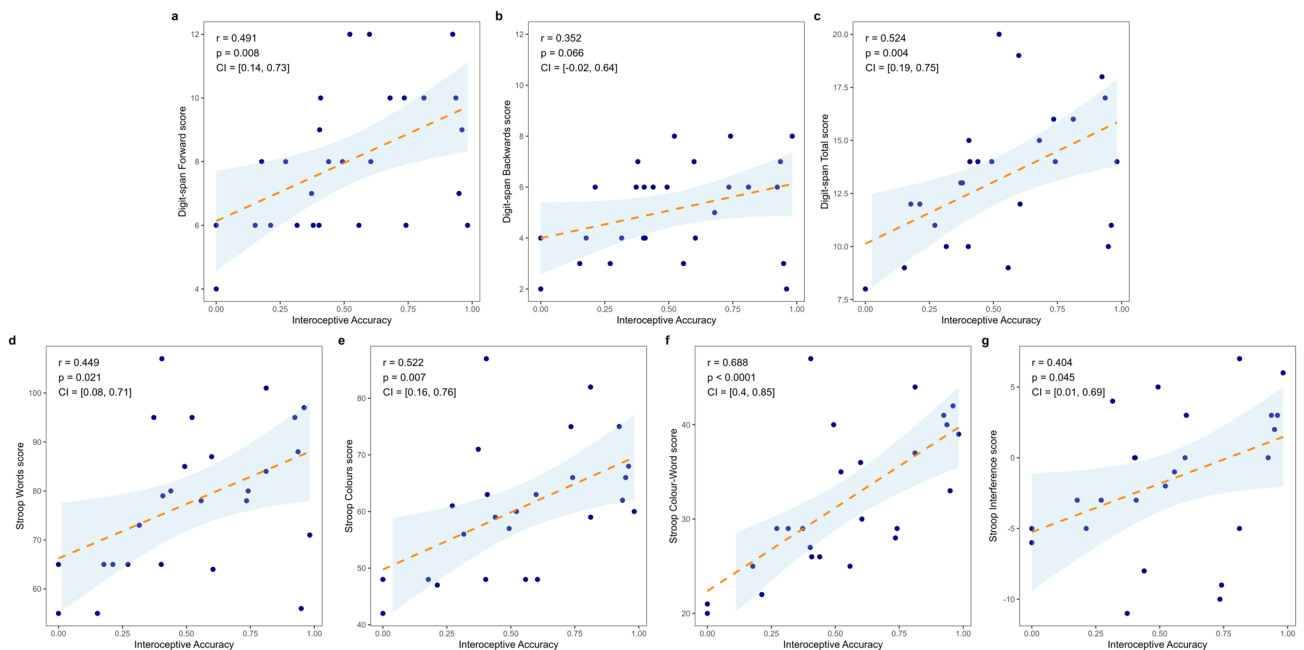 a
r = 0.491
p = 0.008
CI = [0.14, 0.73]
Digit-span Forward score
12
10
8
6
4
0.00 0.25 0.50 0.75 1.00
Interoceptive Accuracy
b
r = 0.352
p = 0.066
CI = [-0.02, 0.64]
Digit-span Backwards score
12
10
8
6
4
2
0.00 0.25 0.50 0.75 1.00
Interoceptive Accuracy
c
r = 0.524
p = 0.004
CI = [0.19, 0.75]
Digit-span Total score
20.0
17.5
15.0
12.5
10.0
7.5
0.00 0.25 0.50 0.75 1.00
Interoceptive Accuracy
d
r = 0.449
p = 0.021
CI = [0.08, 0.71]
Stroop Words score
100
90
80
70
60
0.00 0.25 0.50 0.75 1.00
Interoceptive Accuracy
e
r = 0.522
p = 0.007
CI = [0.16, 0.76]
Stroop Colours score
80
70
60
50
40
0.00 0.25 0.50 0.75 1.00
Interoceptive Accuracy
f
r = 0.688
p < 0.0001
CI = [0.4, 0.85]
Stroop Colour-Word score
40
30
20
0.00 0.25 0.50 0.75 1.00
Interoceptive Accuracy
g
r = 0.404
p = 0.045
CI = [0.01, 0.69]
Stroop Interference score
5
0
-5
-10
0.00 0.25 0.50 0.75 1.00
Interoceptive Accuracy